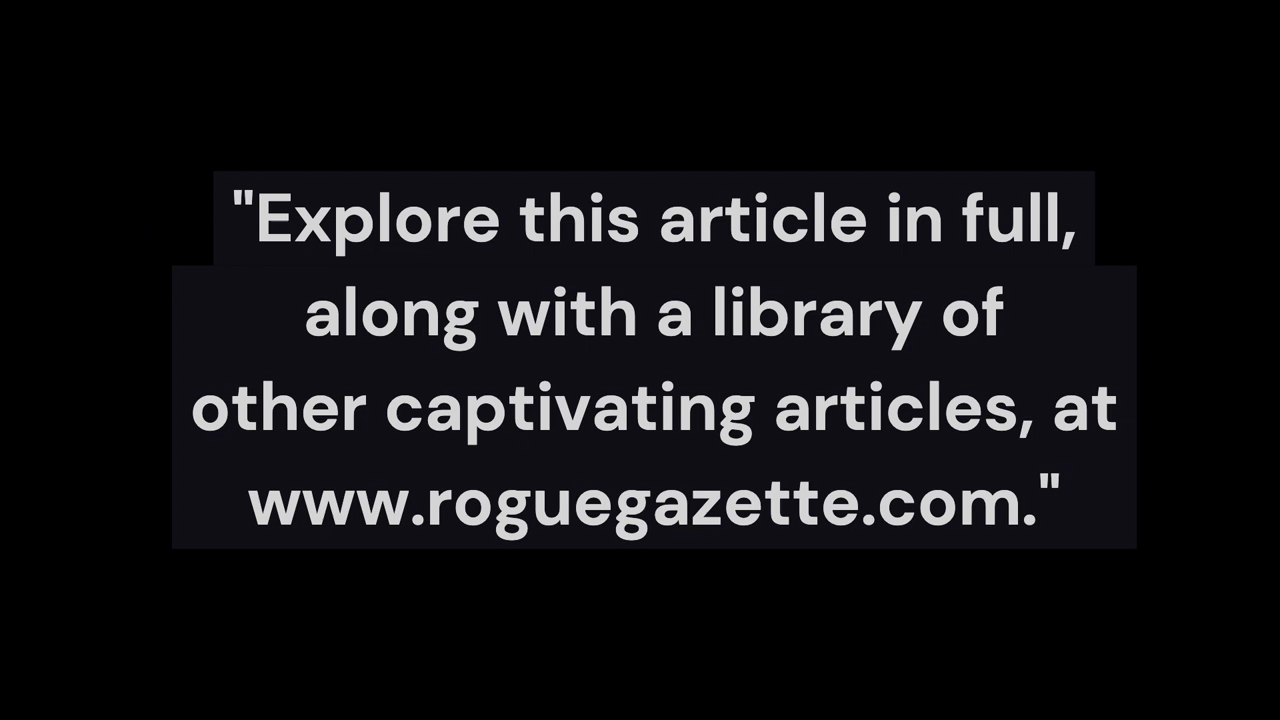 "Explore this article in full,
along with a library of
other captivating articles, at
www.roguegazette.com."